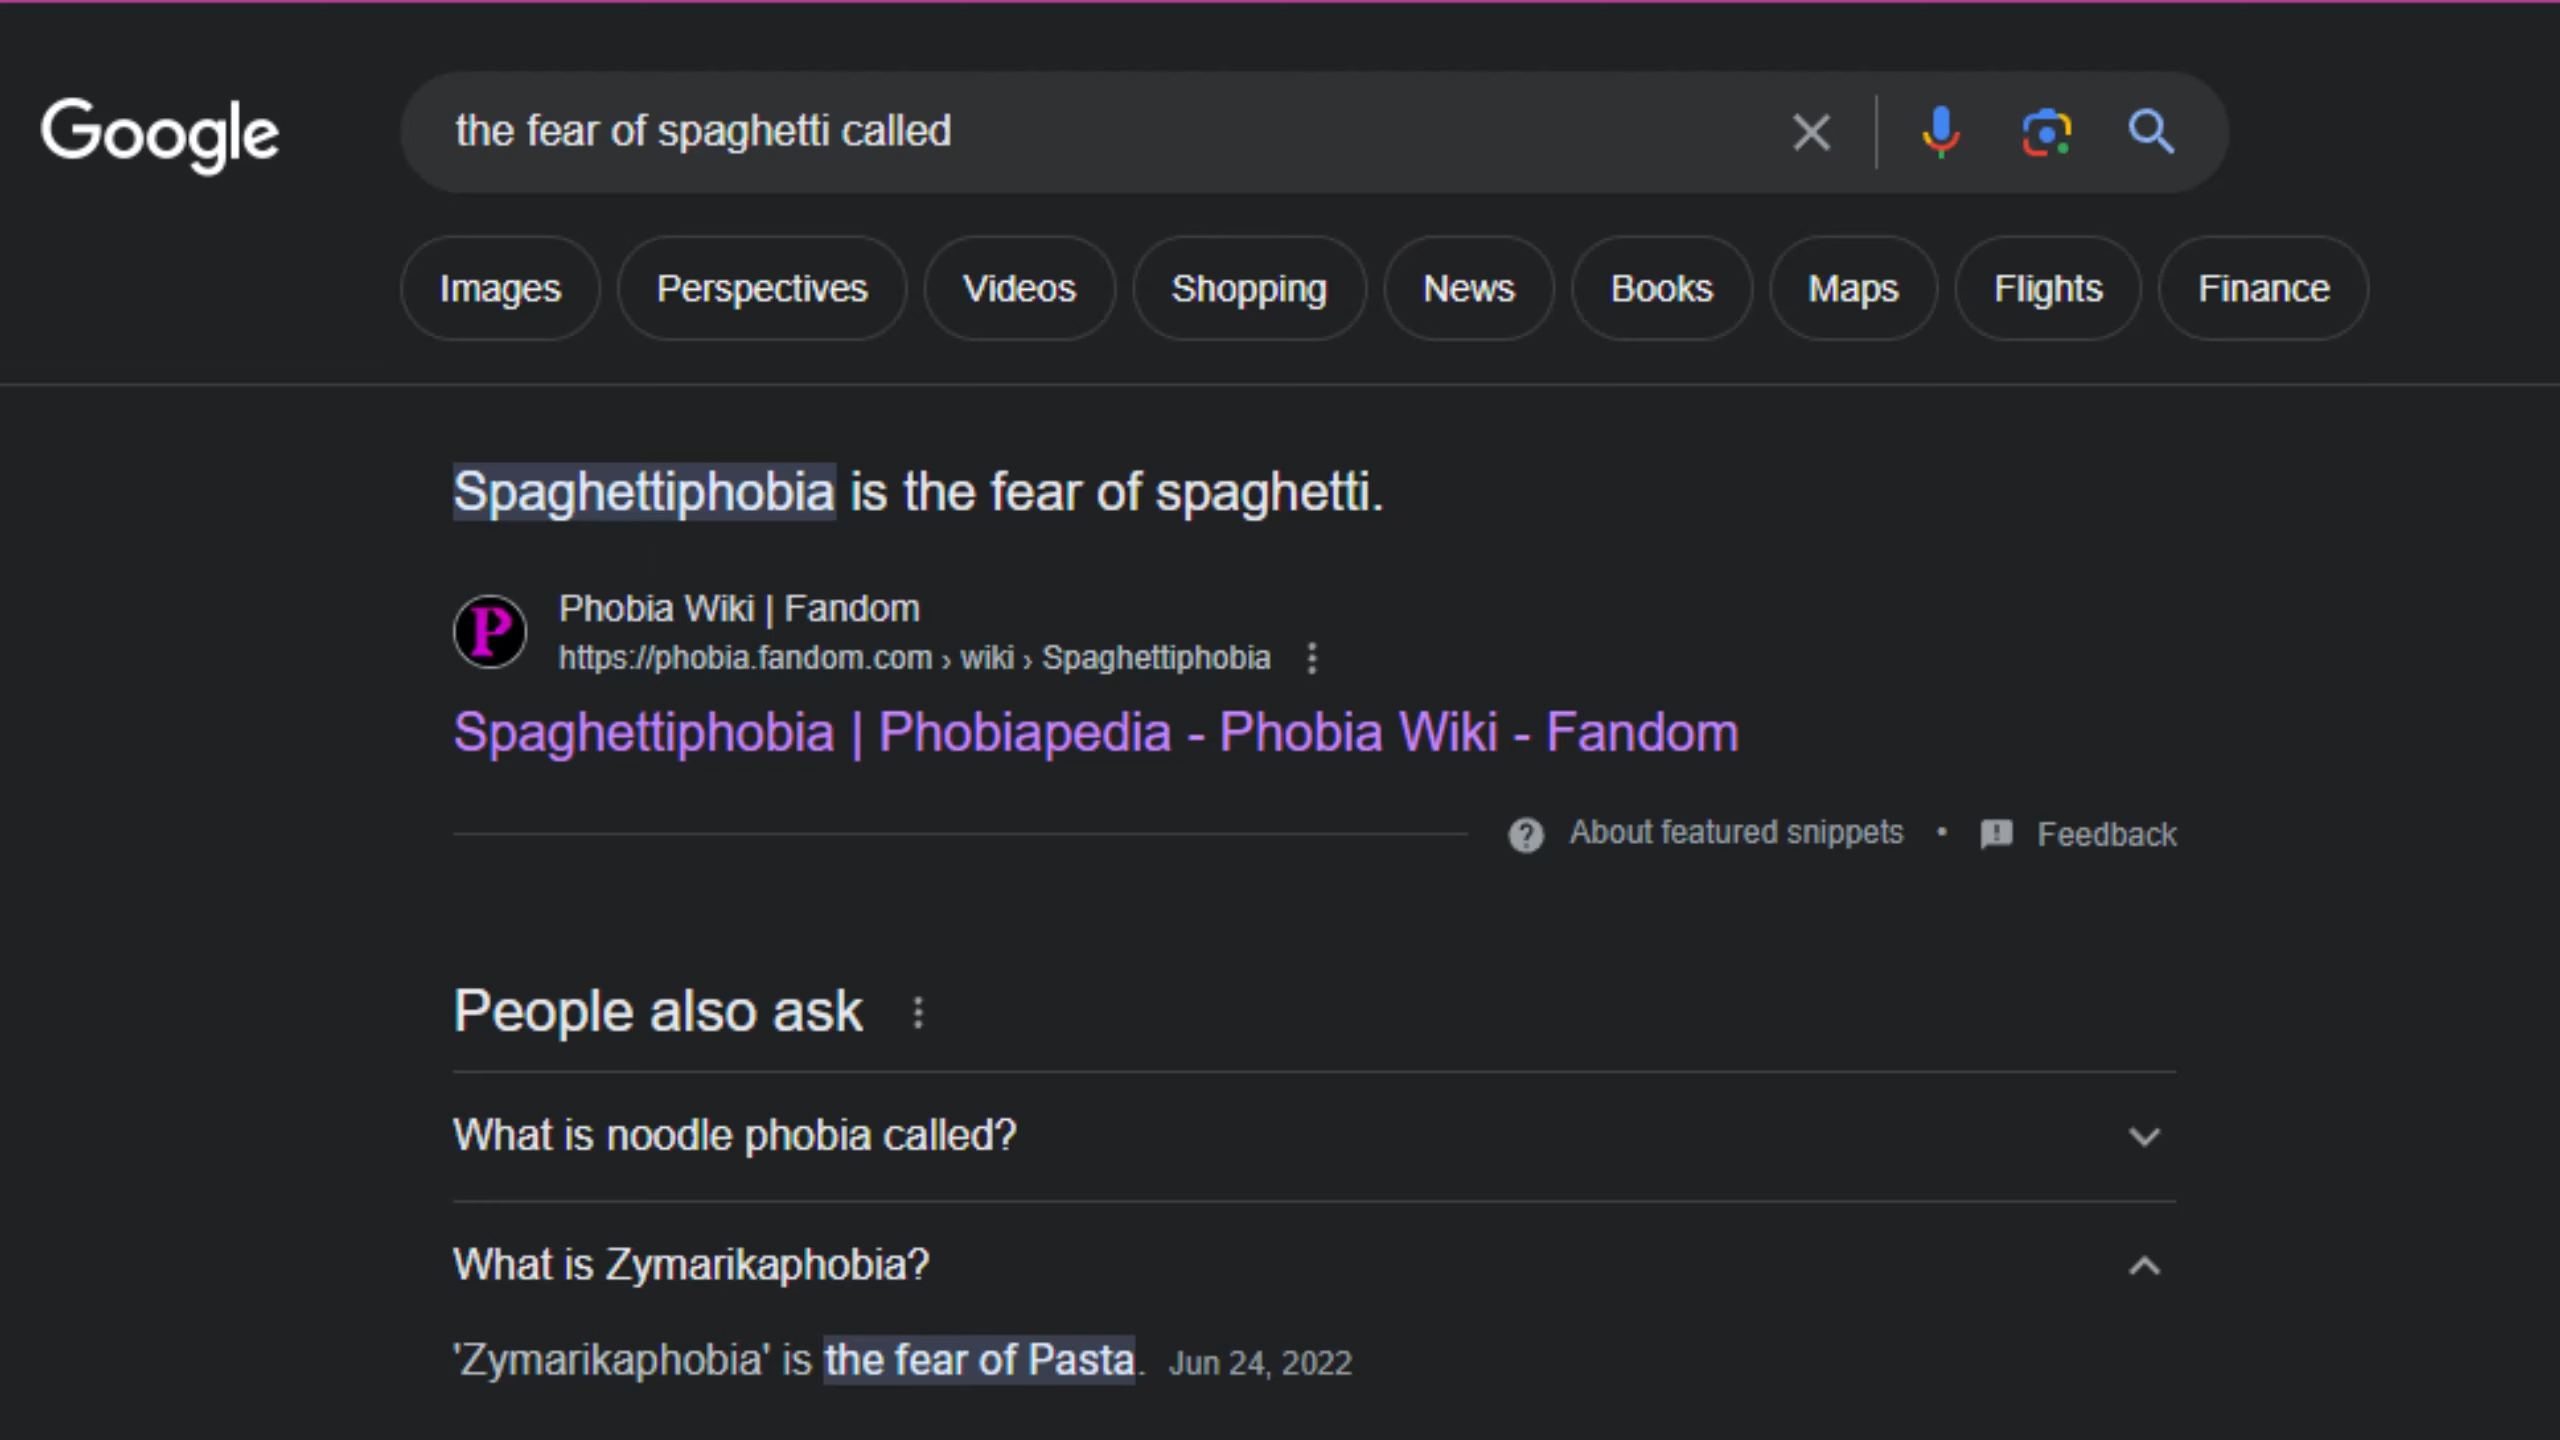 Google
the fear of spaghetti called
Images Perspectives Videos Shopping News Books Maps Flights Finance
Spaghettiphobia is the fear of spaghetti.
P
Phobia Wiki | Fandom
https://phobia.fandom.com › wiki › Spaghettiphobia
Spaghettiphobia | Phobiapedia - Phobia Wiki - Fandom
About featured snippets • Feedback
People also ask
What is noodle phobia called?
What is Zymarikaphobia?
'Zymarikaphobia' is the fear of Pasta. Jun 24, 2022